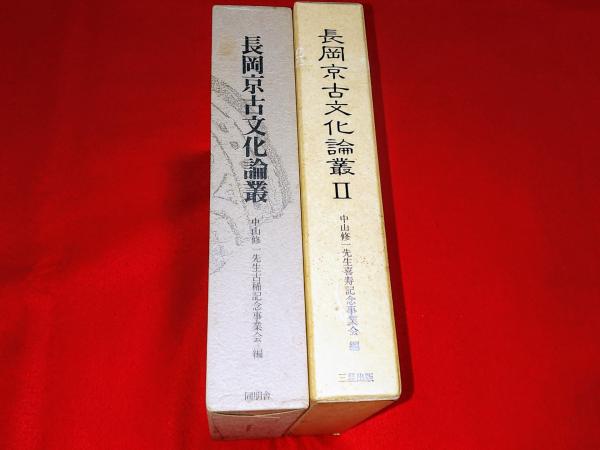 長岡京古文化論叢
中山修一先生古稀記念事業会 編
同朋舎
長岡京古文化論叢 II
中山修一先生喜寿記念事業会 編
三星出版